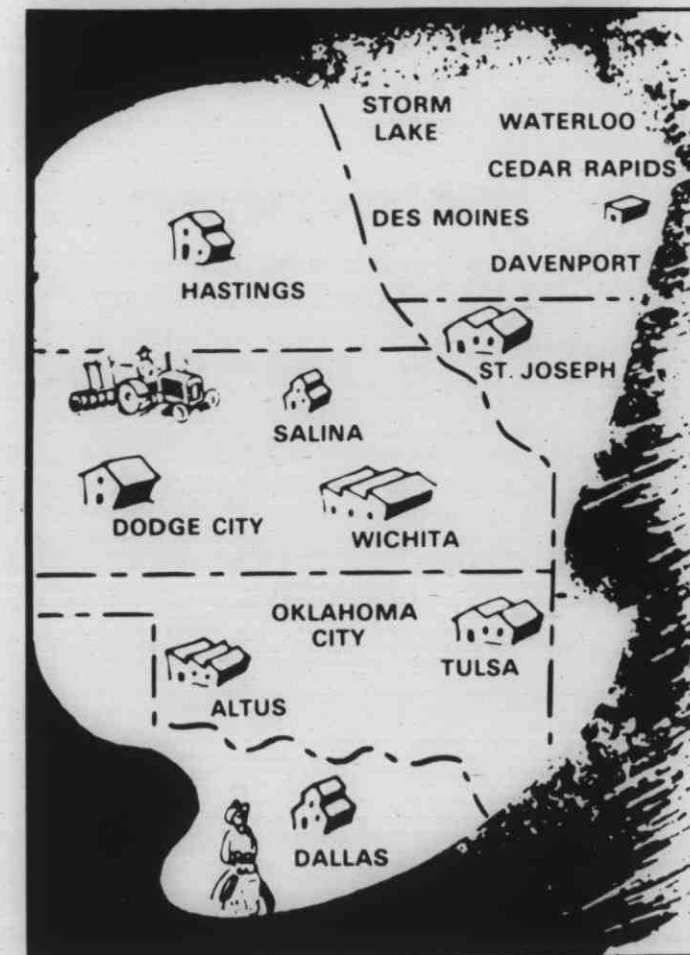 STORM
LAKE
WATERLOO
CEDAR RAPIDS
DES MOINES
DAVENPORT
HASTINGS
ST. JOSEPH
SALINA
DODGE CITY
WICHITA
OKLAHOMA
CITY
TULSA
ALTUS
DALLAS